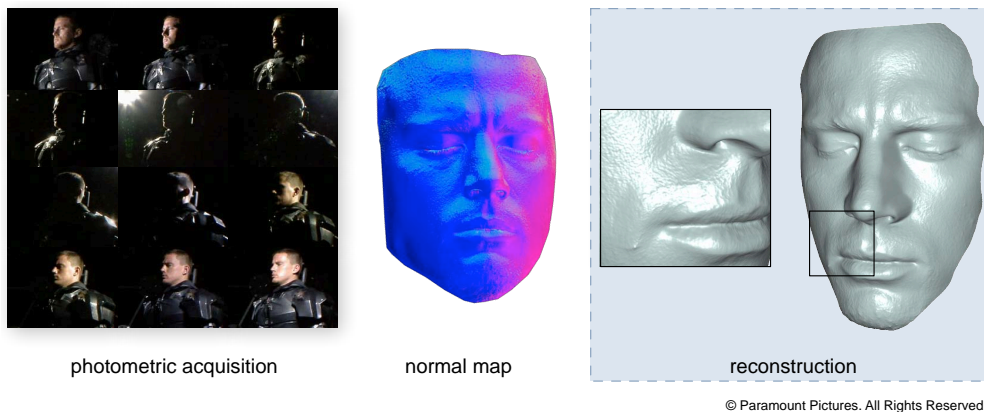 photometric acquisition
normal map
reconstruction
© Paramount Pictures. All Rights Reserved